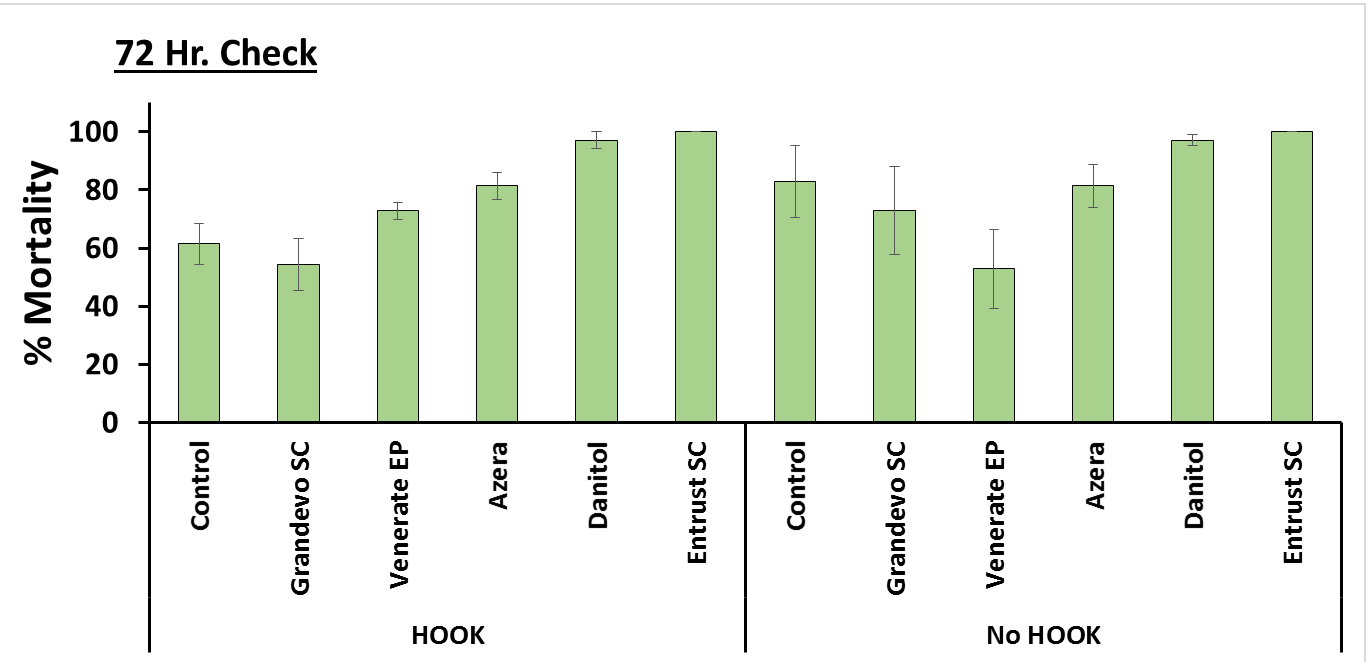 72 Hr. Check
% Mortality
100
80
60
40
20
0
Control
Grandevo SC
Venerate EP
Azera
Danitol
Entrust SC
Control
Grandevo SC
Venerate EP
Azera
Danitol
Entrust SC
HOOK
No HOOK